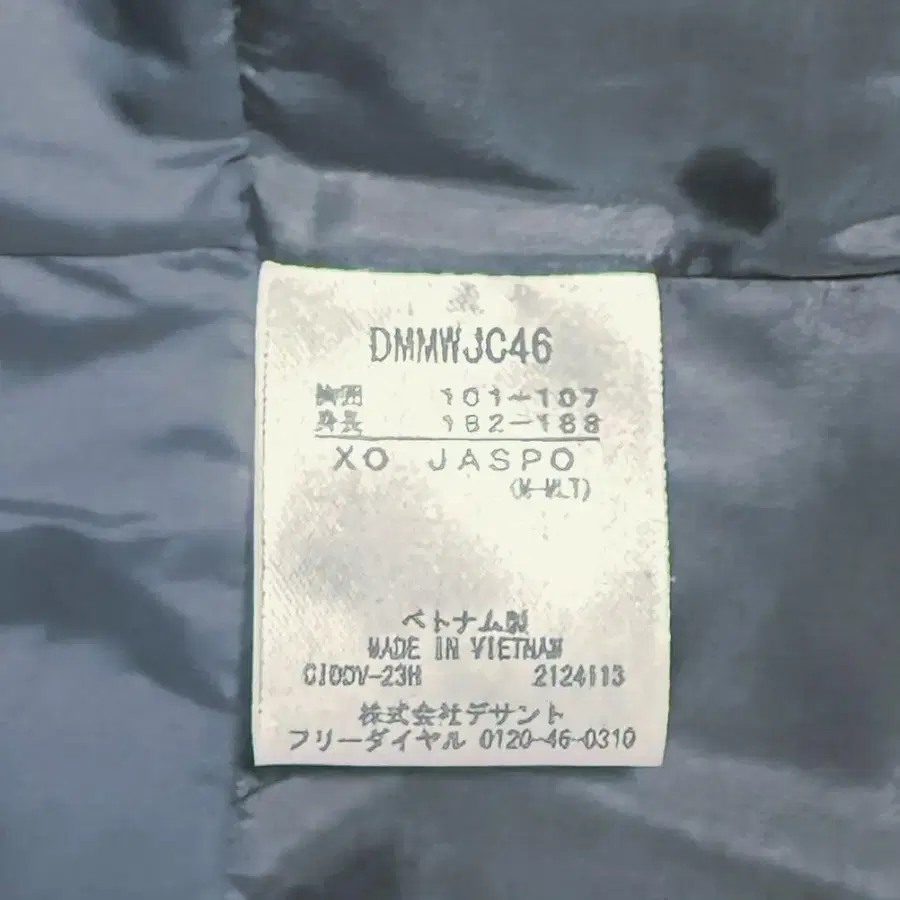 DMMWJC46
胸囲 101-107
身長 182-188
XO JASPO
ベトナム製
MADE IN VIETNAM
2124113
株式会社デサント
フリーダイヤル 0120-46-0310